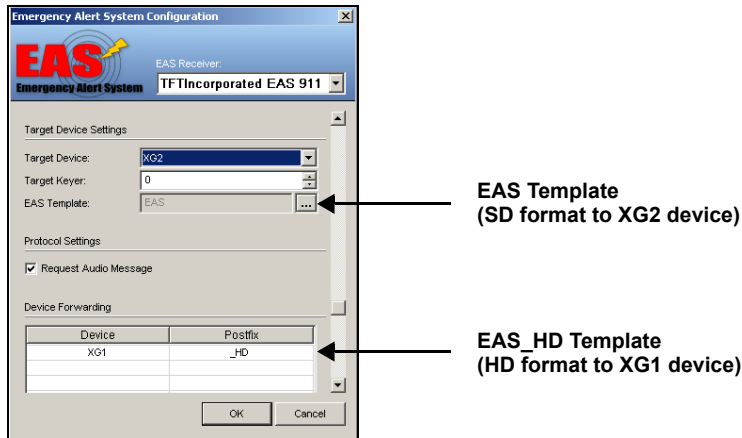 Emergency Alert System Configuration
EAS
Emergency Alert System
EAS Receiver:
TFTIncorporated EAS 911
Target Device Settings
Target Device: XG2
Target Keyer: 0
EAS Template: EAS ...
EAS Template
(SD format to XG2 device)
Protocol Settings
Request Audio Message
Device Forwarding
Device Postfix
XG1 _HD
EAS_HD Template
(HD format to XG1 device)
OK Cancel